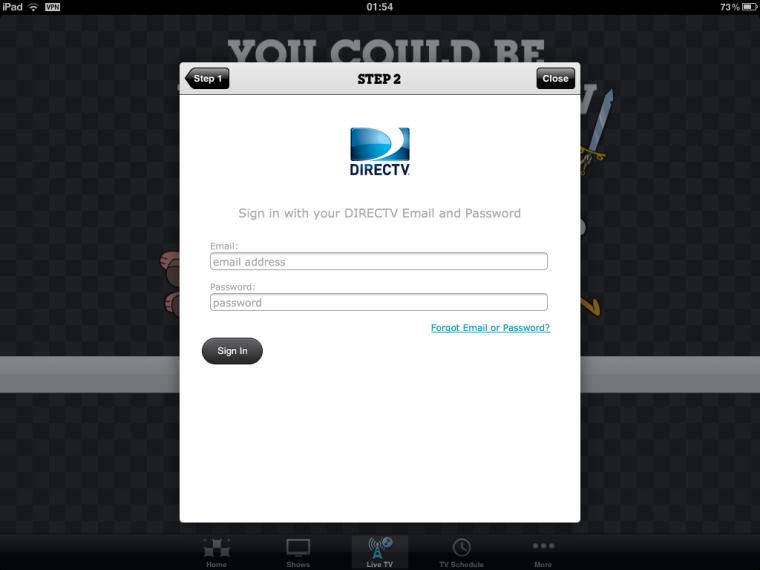 iPad VPN 01:54 73%
YOU COULD BE
Step 1 STEP 2 Close
DIRECTV
Sign in with your DIRECTV Email and Password
Email:
email address
Password:
password
Forgot Email or Password?
Sign In
Home Shows Live TV TV Schedule More